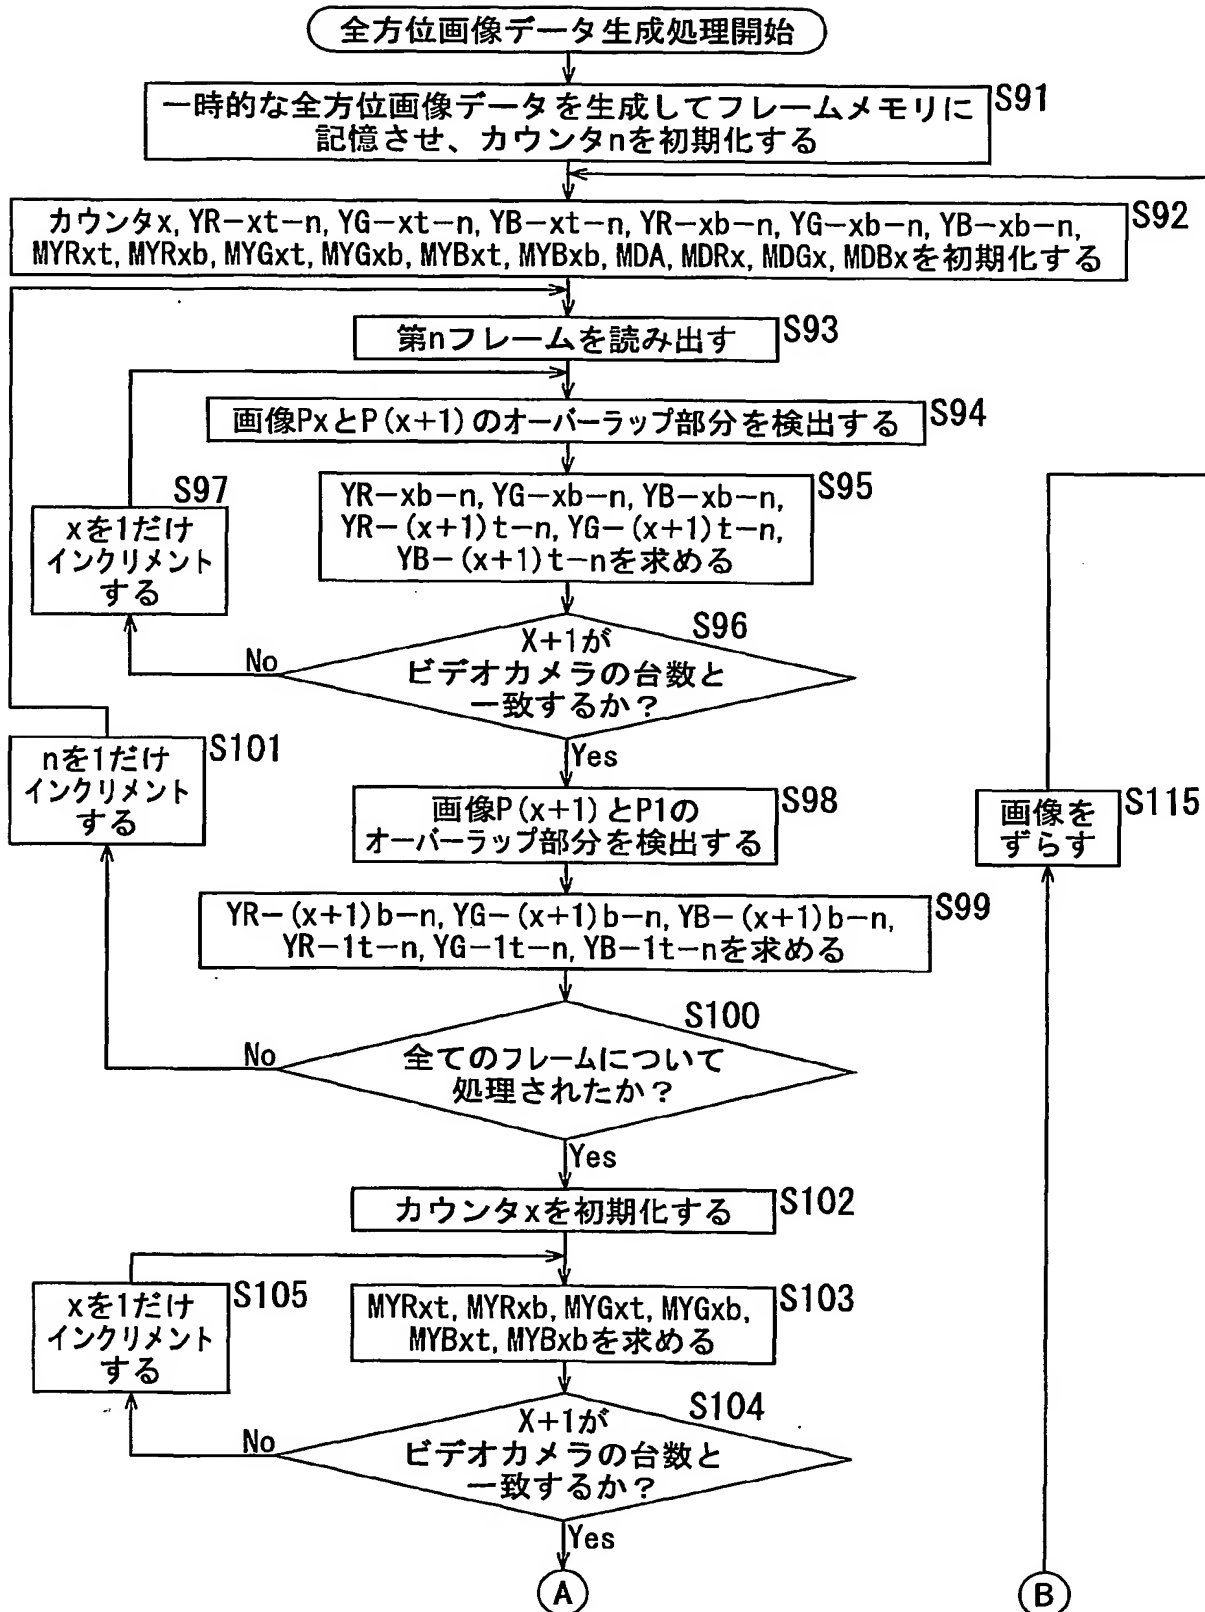 全方位画像データ生成処理開始
一時的な全方位画像データを生成してフレームメモリに
記憶させ、カウンタnを初期化する
S91
カウンタx, YR-xt-n, YG-xt-n, YB-xt-n, YR-xb-n, YG-xb-n, YB-xb-n,
MYRxt, MYRxb, MYGxt, MYGxb, MYBxt, MYBxb, MDA, MDRx, MDGx, MDBxを初期化する
S92
第nフレームを読み出す
S93
画像PxとP(x+1)のオーバーラップ部分を検出する
S94
YR-xb-n, YG-xb-n, YB-xb-n,
YR-(x+1)t-n, YG-(x+1)t-n,
YB-(x+1)t-nを求める
S95
S97
xを1だけ
インクリメント
する
X+1が
ビデオカメラの台数と
一致するか?
S96
No
Yes
nを1だけ
インクリメント
する
S101
画像P(x+1)とP1の
オーバーラップ部分を検出する
S98
画像を
ずらす
S115
YR-(x+1)b-n, YG-(x+1)b-n, YB-(x+1)b-n,
YR-1t-n, YG-1t-n, YB-1t-nを求める
S99
S100
全てのフレームについて
処理されたか?
No
Yes
カウンタxを初期化する
S102
xを1だけ
インクリメント
する
S105
MYRxt, MYRxb, MYGxt, MYGxb,
MYBxt, MYBxbを求める
S103
X+1が
ビデオカメラの台数と
一致するか?
S104
No
Yes
A
B